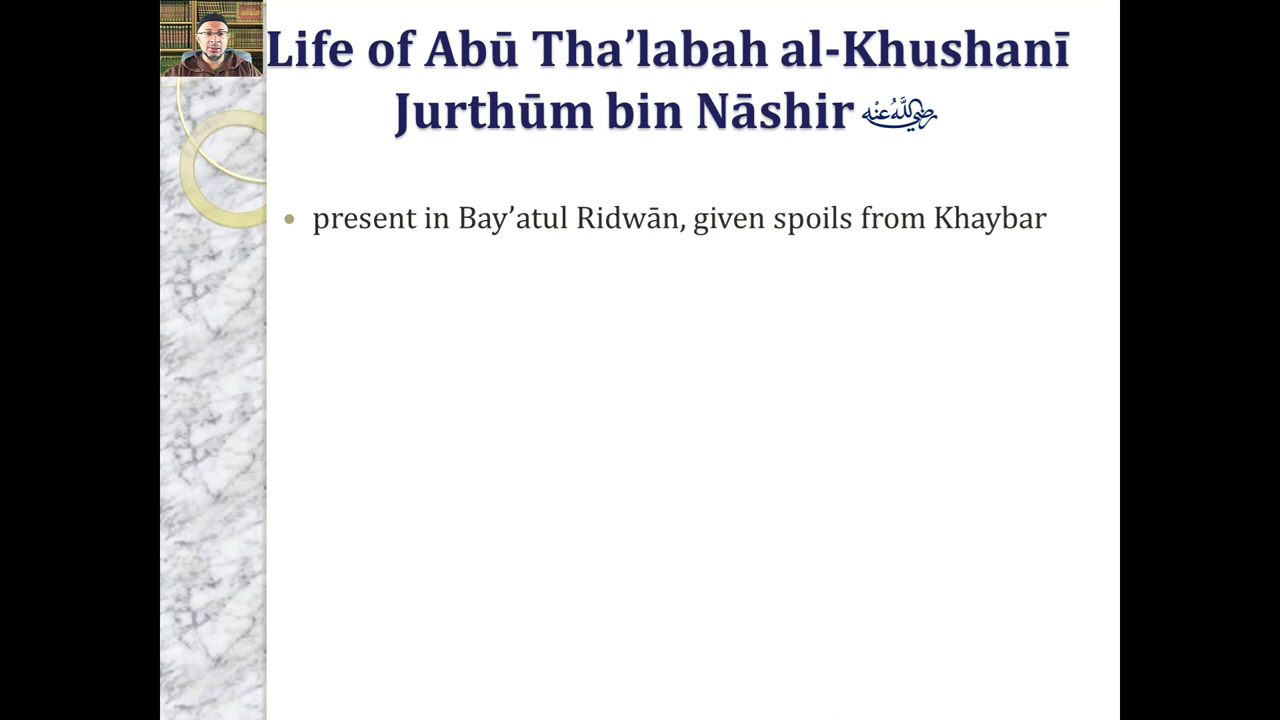 Life of Abū Tha’labah al-Khushanī
Jurthūm bin Nāshir رضي الله عنه
• present in Bay’atul Ridwān, given spoils from Khaybar